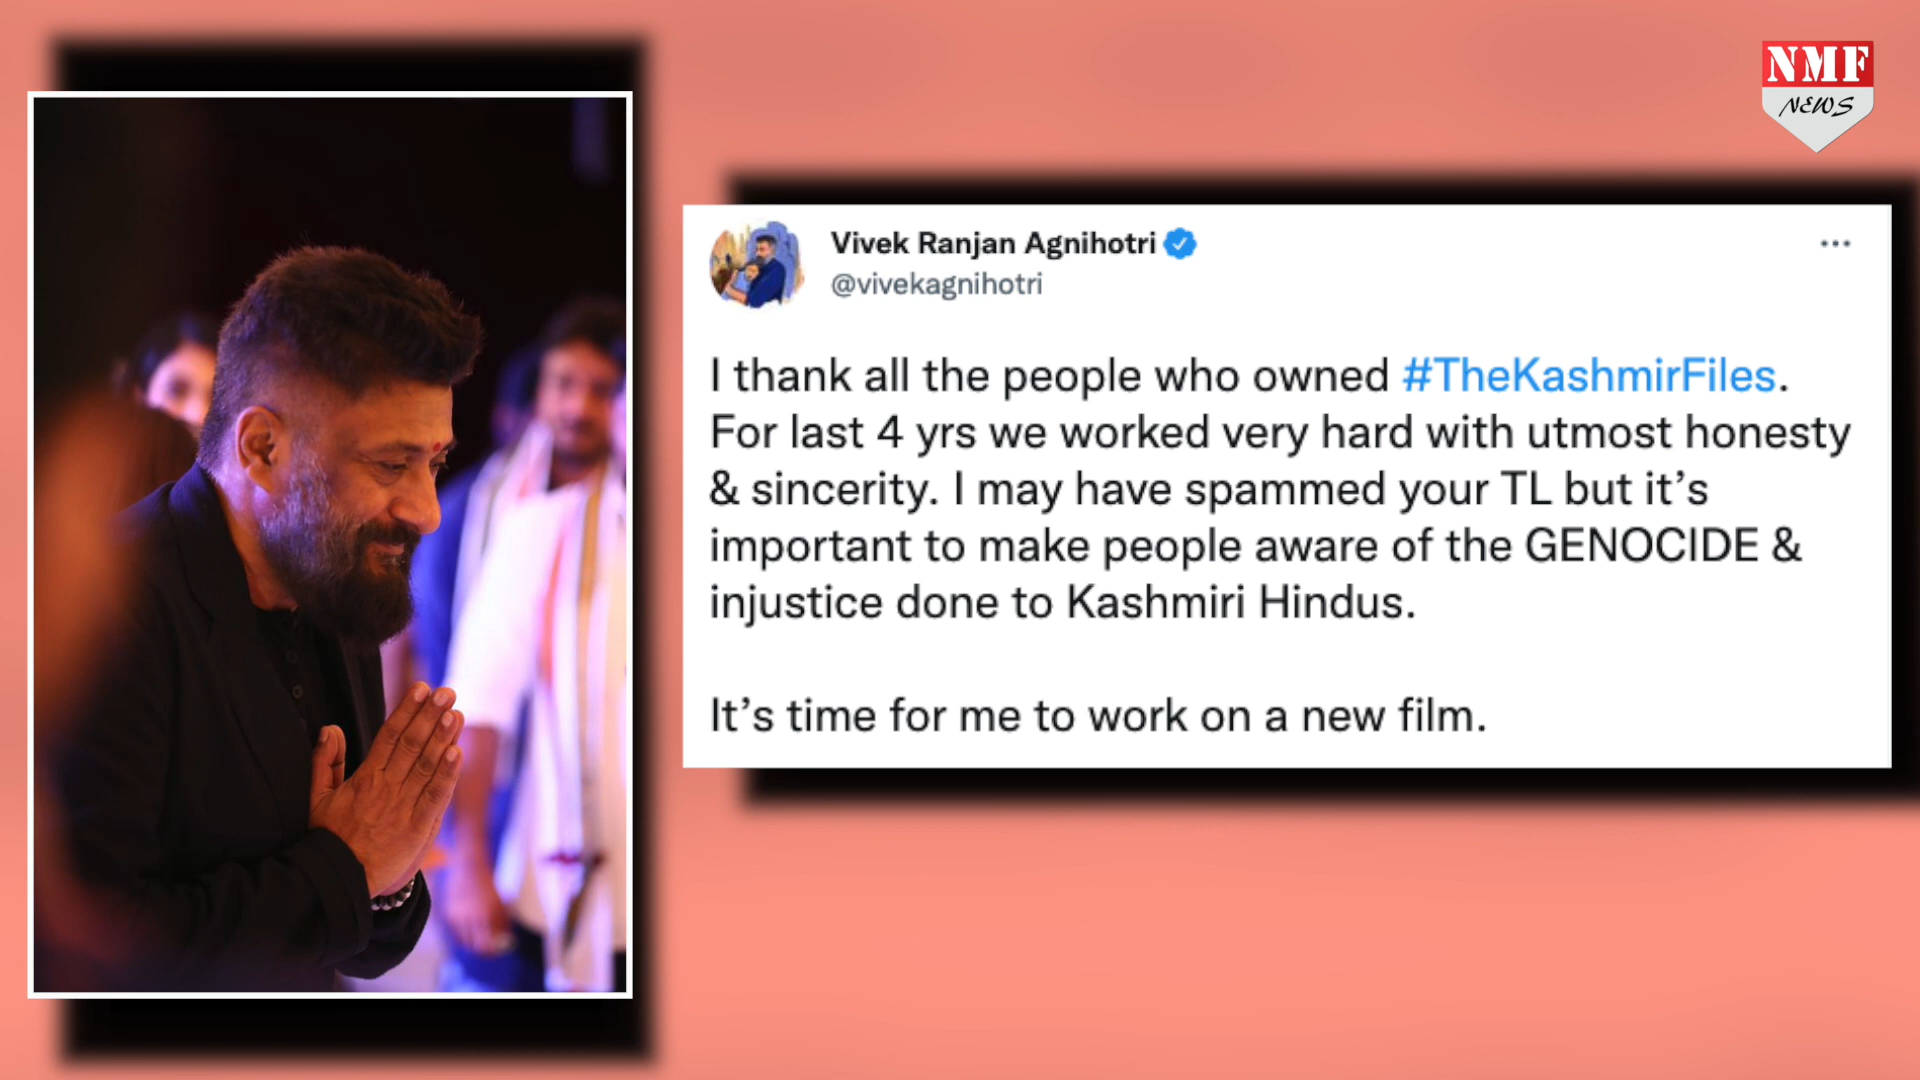 NMF
NEWS
Vivek Ranjan Agnihotri
@vivekagnihotri
I thank all the people who owned #TheKashmirFiles.
For last 4 yrs we worked very hard with utmost honesty
& sincerity. I may have spammed your TL but it’s
important to make people aware of the GENOCIDE &
injustice done to Kashmiri Hindus.
It’s time for me to work on a new film.